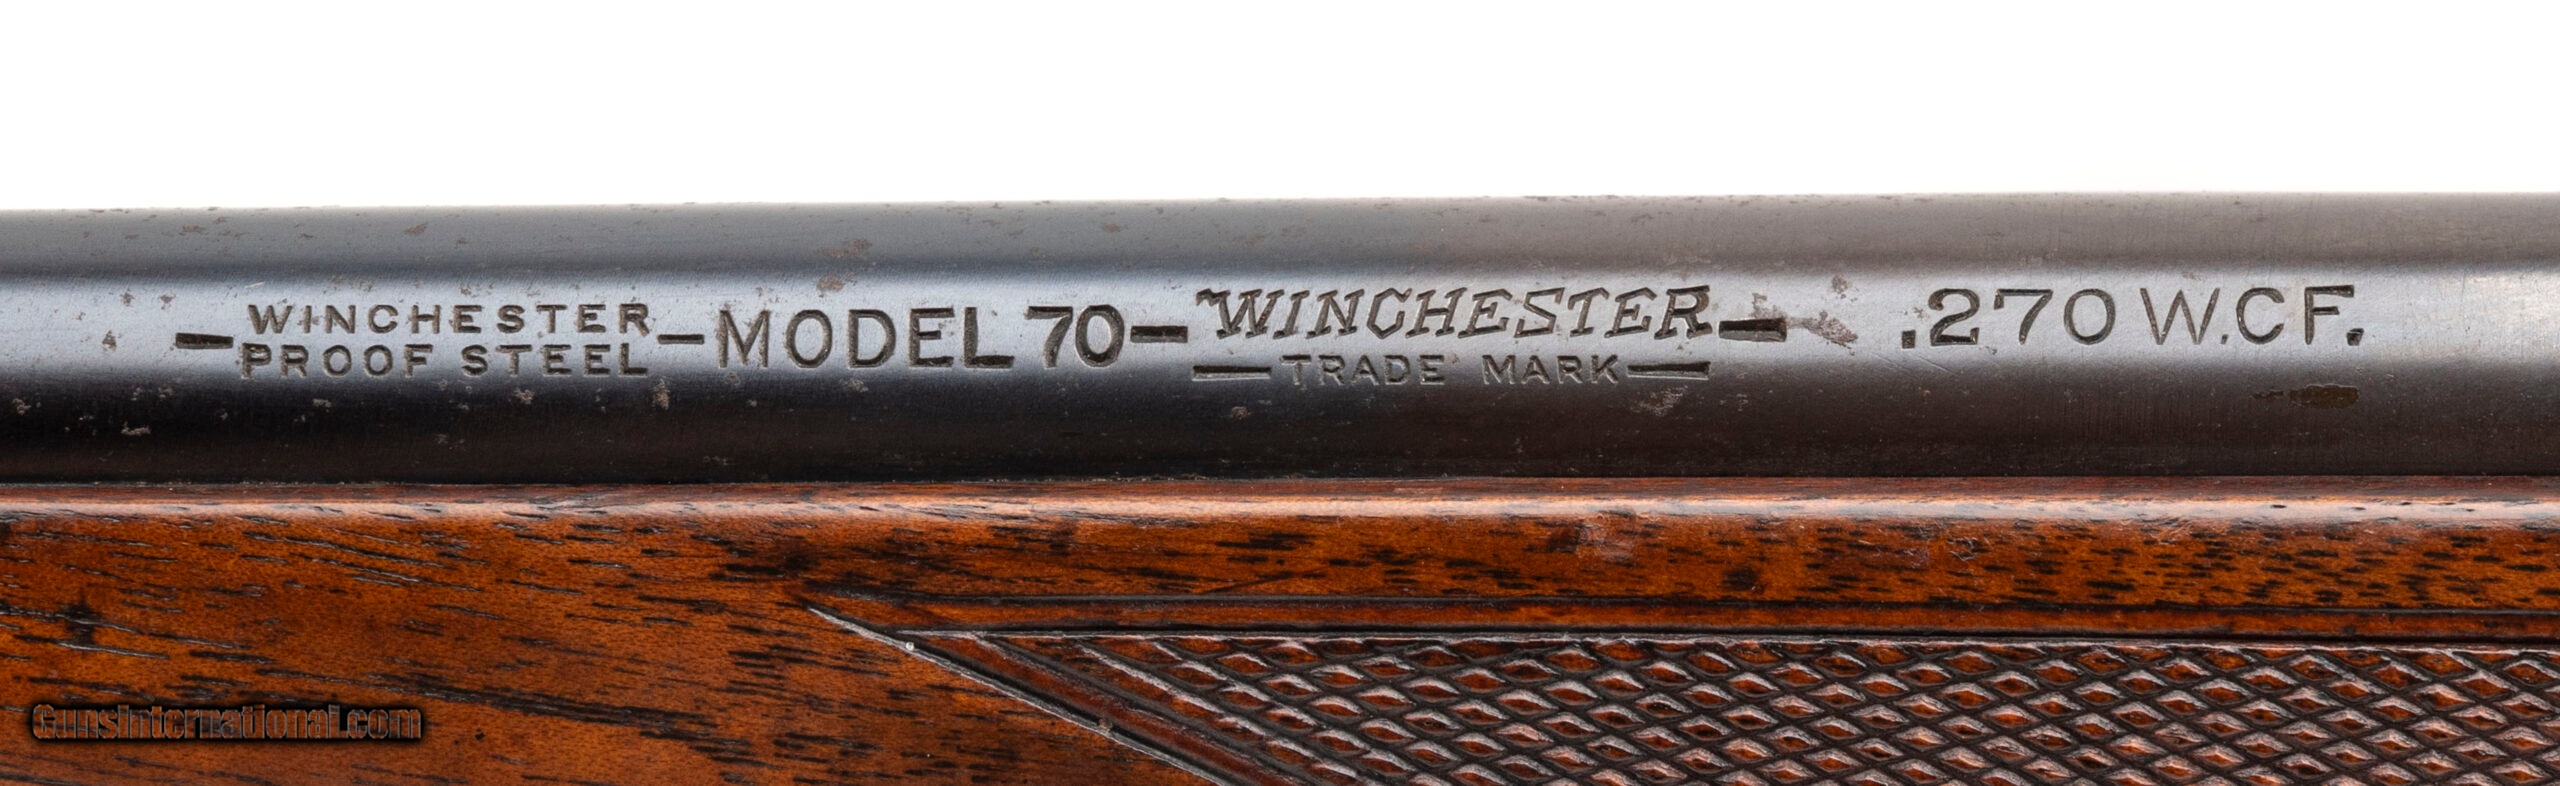 WINCHESTER
PROOF STEEL
-MODEL 70-
WINCHESTER
TRADE MARK
.270 W.C.F.
GunsInternational.com